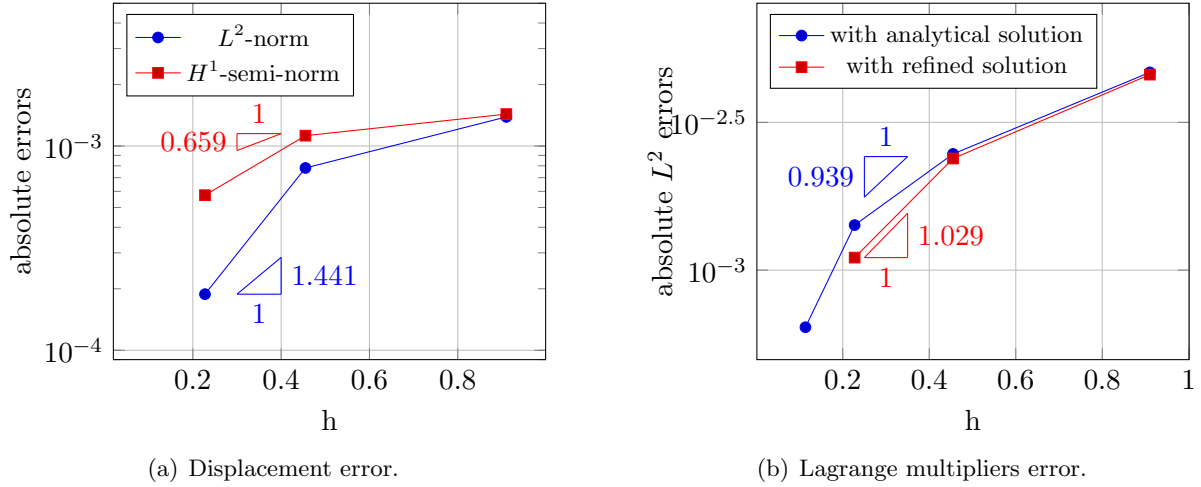 L²-norm
H¹-semi-norm
absolute errors
10⁻³
10⁻⁴
1
0.659
1.441
1
0.2
0.4
0.6
0.8
h
(a) Displacement error.
with analytical solution
with refined solution
absolute L² errors
10⁻²·⁵
10⁻³
1
0.939
1.029
1
0.2
0.4
0.6
0.8
1
h
(b) Lagrange multipliers error.